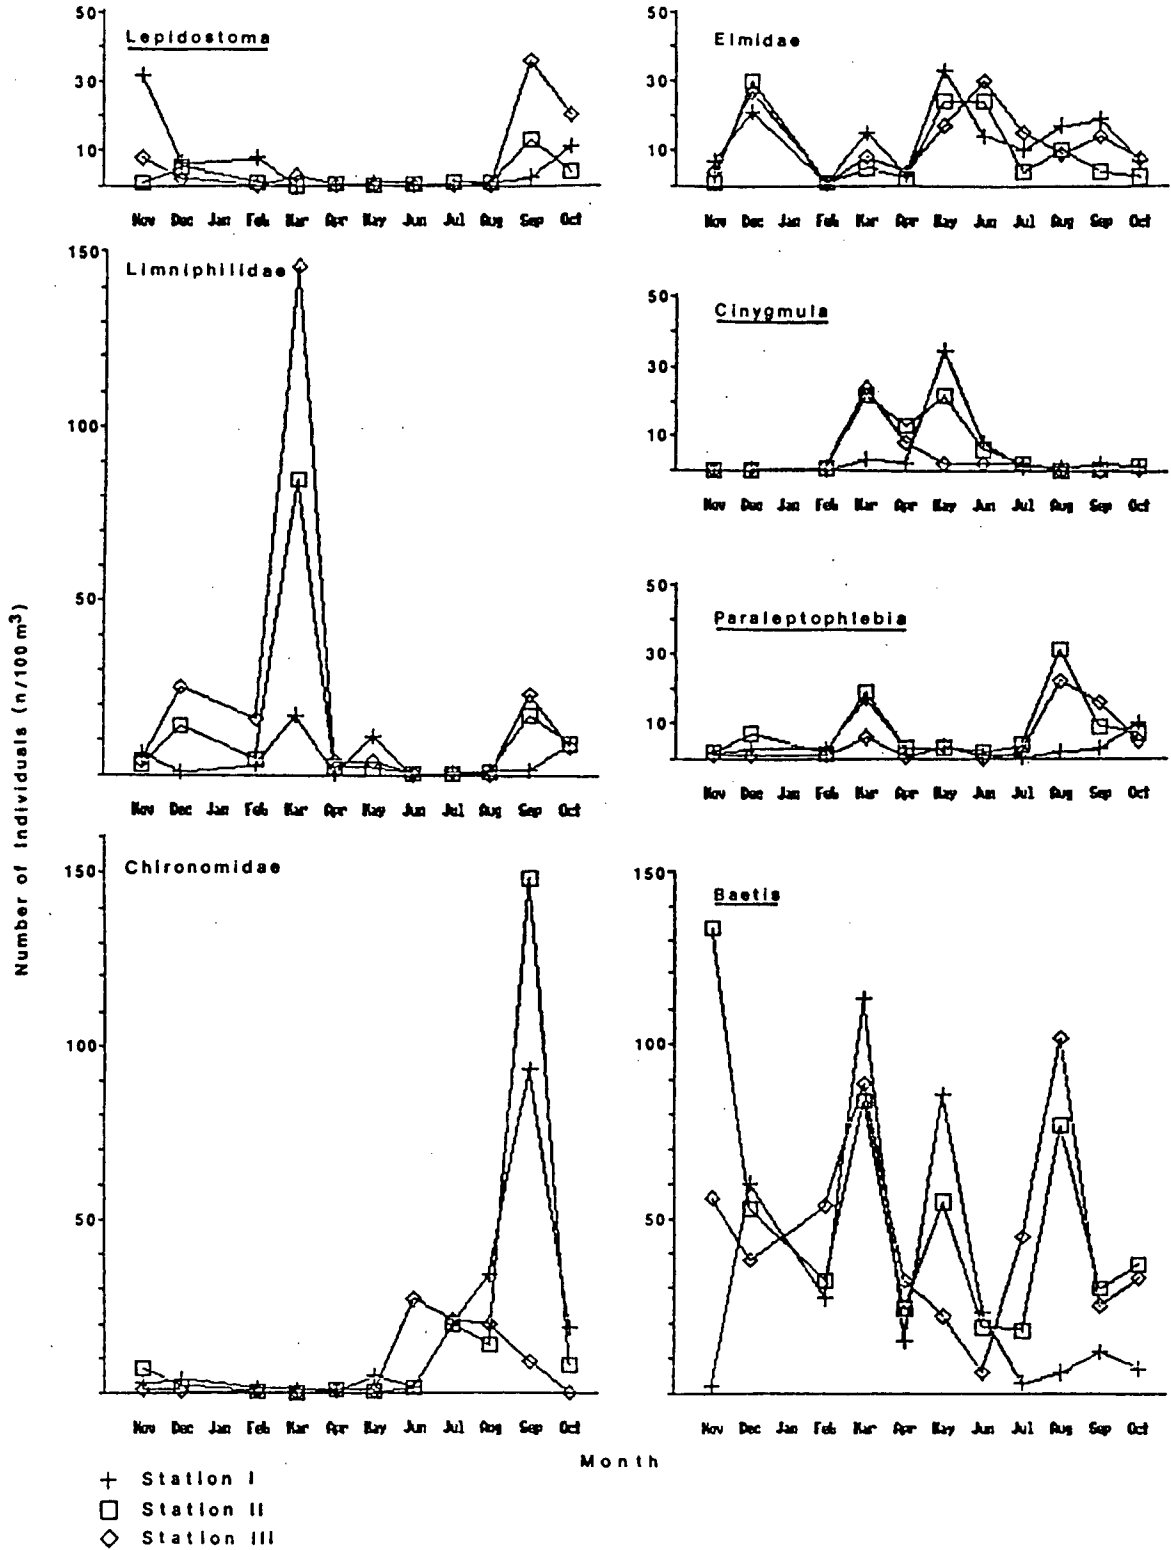 Lepidostoma
50
30
10
Nov Dec Jan Feb Mar Apr May Jun Jul Aug Sep Oct
Elmidae
50
30
10
Nov Dec Jan Feb Mar Apr May Jun Jul Aug Sep Oct
Limniphilidae
150
100
50
Nov Dec Jan Feb Mar Apr May Jun Jul Aug Sep Oct
Cinygmula
50
30
10
Nov Dec Jan Feb Mar Apr May Jun Jul Aug Sep Oct
Paraleptophlebia
50
30
10
Nov Dec Jan Feb Mar Apr May Jun Jul Aug Sep Oct
Number of Individuals (n/100 m³)
Chironomidae
150
100
50
Nov Dec Jan Feb Mar Apr May Jun Jul Aug Sep Oct
Baetis
150
100
50
Nov Dec Jan Feb Mar Apr May Jun Jul Aug Sep Oct
Month
Station I
Station II
Station III